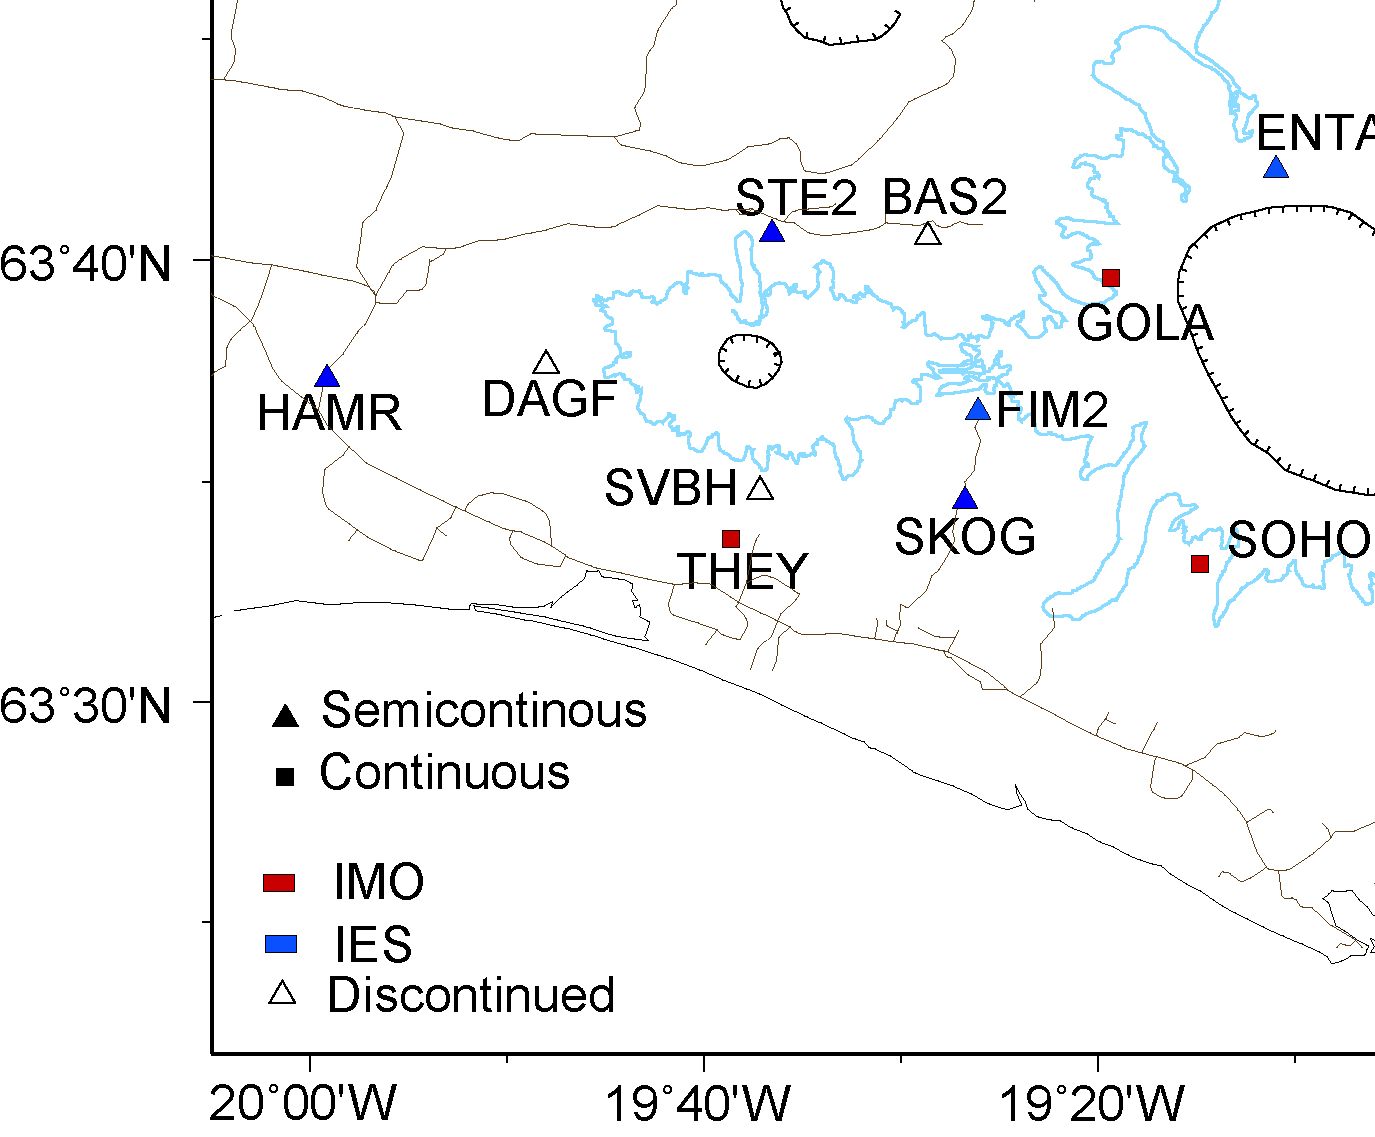 ENTA
STE2 BAS2
63°40'N
GOLA
DAGF
HAMR
FIM2
SVBH
SKOG
SOHO
THEY
63°30'N
Semicontinous
Continuous
IMO
IES
Discontinued
20°00'W 19°40'W 19°20'W